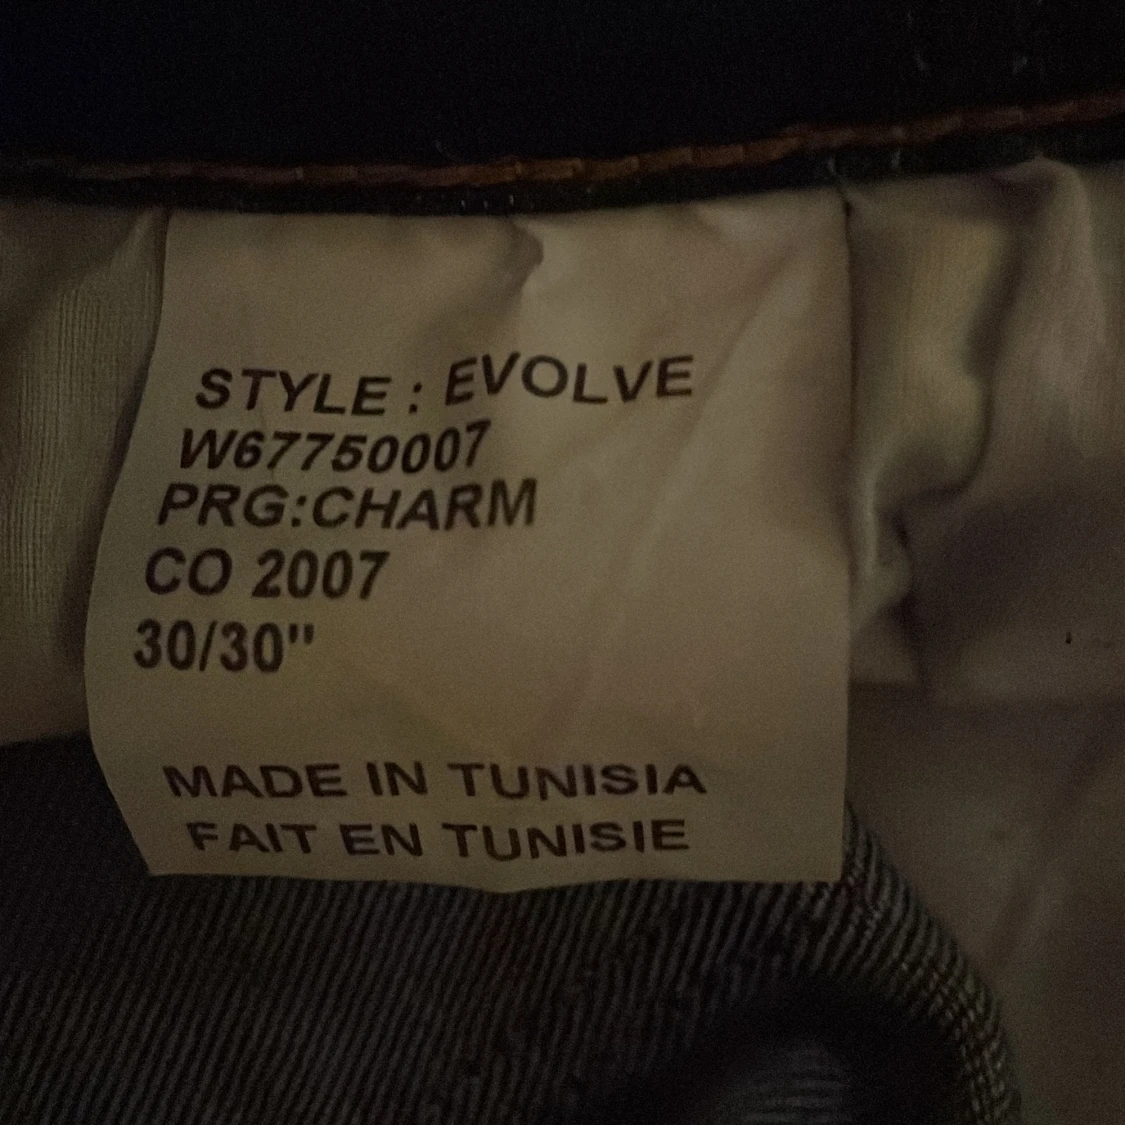 STYLE : EVOLVE
W67750007
PRG:CHARM
CO 2007
30/30"
MADE IN TUNISIA
FAIT EN TUNISIE